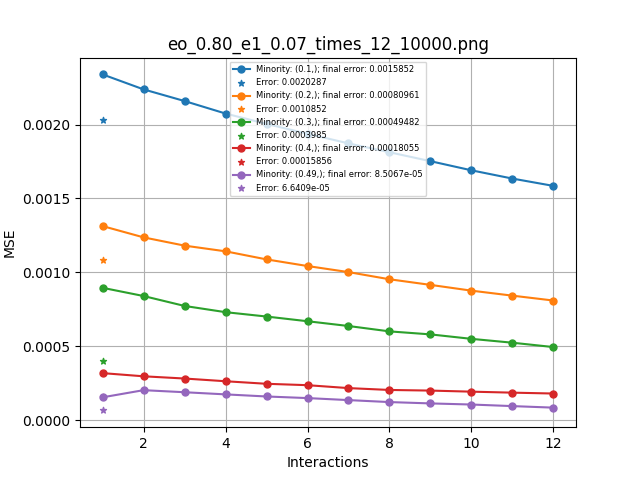 eo_0.80_e1_0.07_times_12_10000.png
Minority: (0.1,); final error: 0.0015852
Error: 0.0020287
Minority: (0.2,); final error: 0.00080961
Error: 0.0010852
Minority: (0.3,); final error: 0.00049482
Error: 0.0003985
Minority: (0.4,); final error: 0.00018055
Error: 0.00015856
Minority: (0.49,); final error: 8.5067e-05
Error: 6.6409e-05
MSE
0.0020
0.0015
0.0010
0.0005
0.0000
2 4 6 8 10 12
Interactions